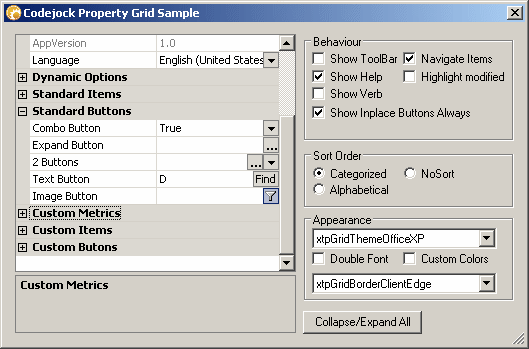 Codejock Property Grid Sample
AppVersion 1.0
Language English (United States
Dynamic Options
Standard Items
Standard Buttons
Combo Button True
Expand Button ...
2 Buttons ...
Text Button D Find
Image Button
Custom Metrics
Custom Items
Custom Butons
Custom Metrics
Behaviour
Show ToolBar Navigate Items
Show Help Highlight modified
Show Verb
Show Inplace Buttons Always
Sort Order
Categorized NoSort
Alphabetical
Appearance
xtpGridThemeOfficeXP
Double Font Custom Colors
xtpGridBorderClientEdge
Collapse/Expand All